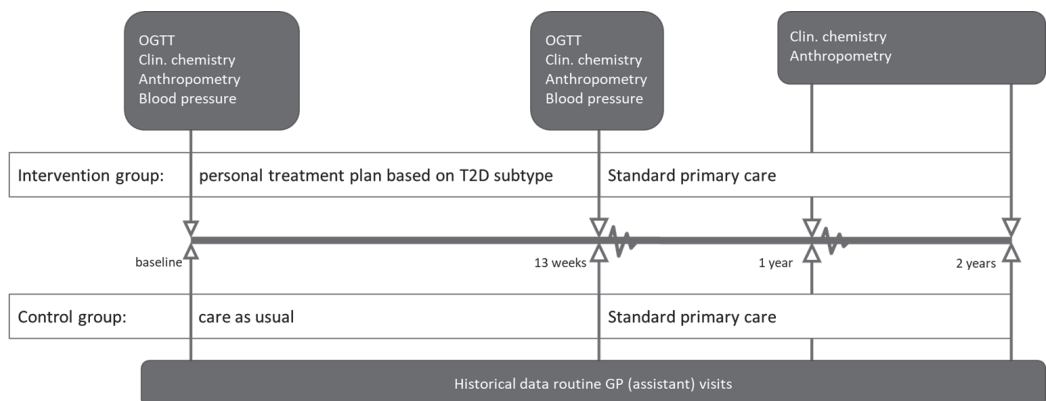 OGTT
Clin. chemistry
Anthropometry
Blood pressure
OGTT
Clin. chemistry
Anthropometry
Blood pressure
Clin. chemistry
Anthropometry
Intervention group: personal treatment plan based on T2D subtype Standard primary care
baseline 13 weeks 1 year 2 years
Control group: care as usual Standard primary care
Historical data routine GP (assistant) visits